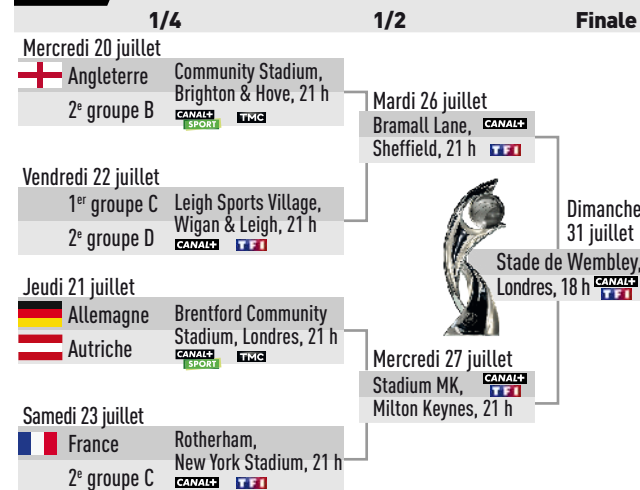 1/4 1/2 Finale
Mercredi 20 juillet
Angleterre
2e groupe B
Community Stadium,
Brighton & Hove, 21 h
CANAL+ SPORT TMC
Vendredi 22 juillet
1er groupe C
2e groupe D
Leigh Sports Village,
Wigan & Leigh, 21 h
CANAL+ TF1
Jeudi 21 juillet
Allemagne
Autriche
Brentford Community
Stadium, Londres, 21 h
CANAL+ SPORT TMC
Samedi 23 juillet
France
2e groupe C
Rotherham,
New York Stadium, 21 h
CANAL+ TF1
Mardi 26 juillet
Bramall Lane, CANAL+
Sheffield, 21 h TF1
Mercredi 27 juillet
Stadium MK, CANAL+ TF1
Milton Keynes, 21 h
Dimanche
31 juillet
Stade de Wembley,
Londres, 18 h CANAL+ TF1